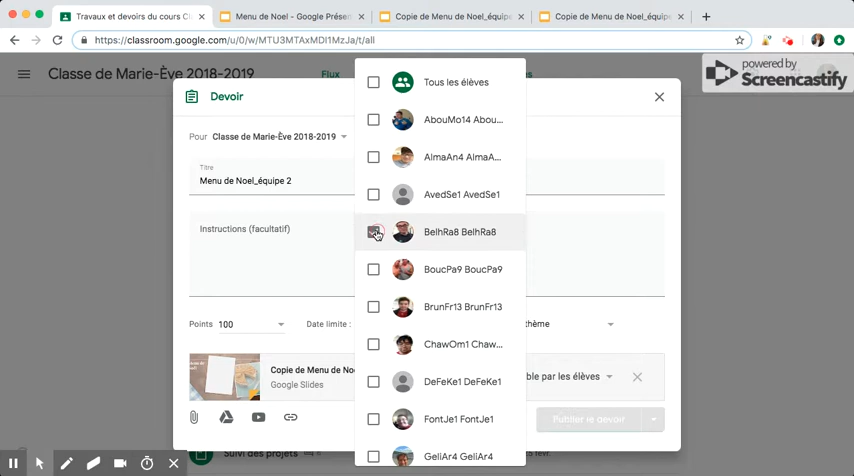 Travaux et devoirs du cours Cl
Menu de Noel - Google Présen
Copie de Menu de Noel_équipe
Copie de Menu de Noel_équipe
https://classroom.google.com/u/0/w/MTU3MTAxMDI1MzJa/t/all
Classe de Marie-Ève 2018-2019
Flux
powered by
Screencastify
Devoir
Pour Classe de Marie-Ève 2018-2019
Titre
Menu de Noel_équipe 2
Instructions (facultatif)
Points 100
Date limite :
thème
Copie de Menu de Noe
Google Slides
ble par les élèves
Publier le devoir
Tous les élèves
AbouMo14 Abou...
AlmaAn4 AlmaA...
AvedSe1 AvedSe1
BelhRa8 BelhRa8
BoucPa9 BoucPa9
BrunFr13 BrunFr13
ChawOm1 Chaw...
DeFeKe1 DeFeKe1
FontJe1 FontJe1
GeliAr4 GeliAr4
Suivi des projets